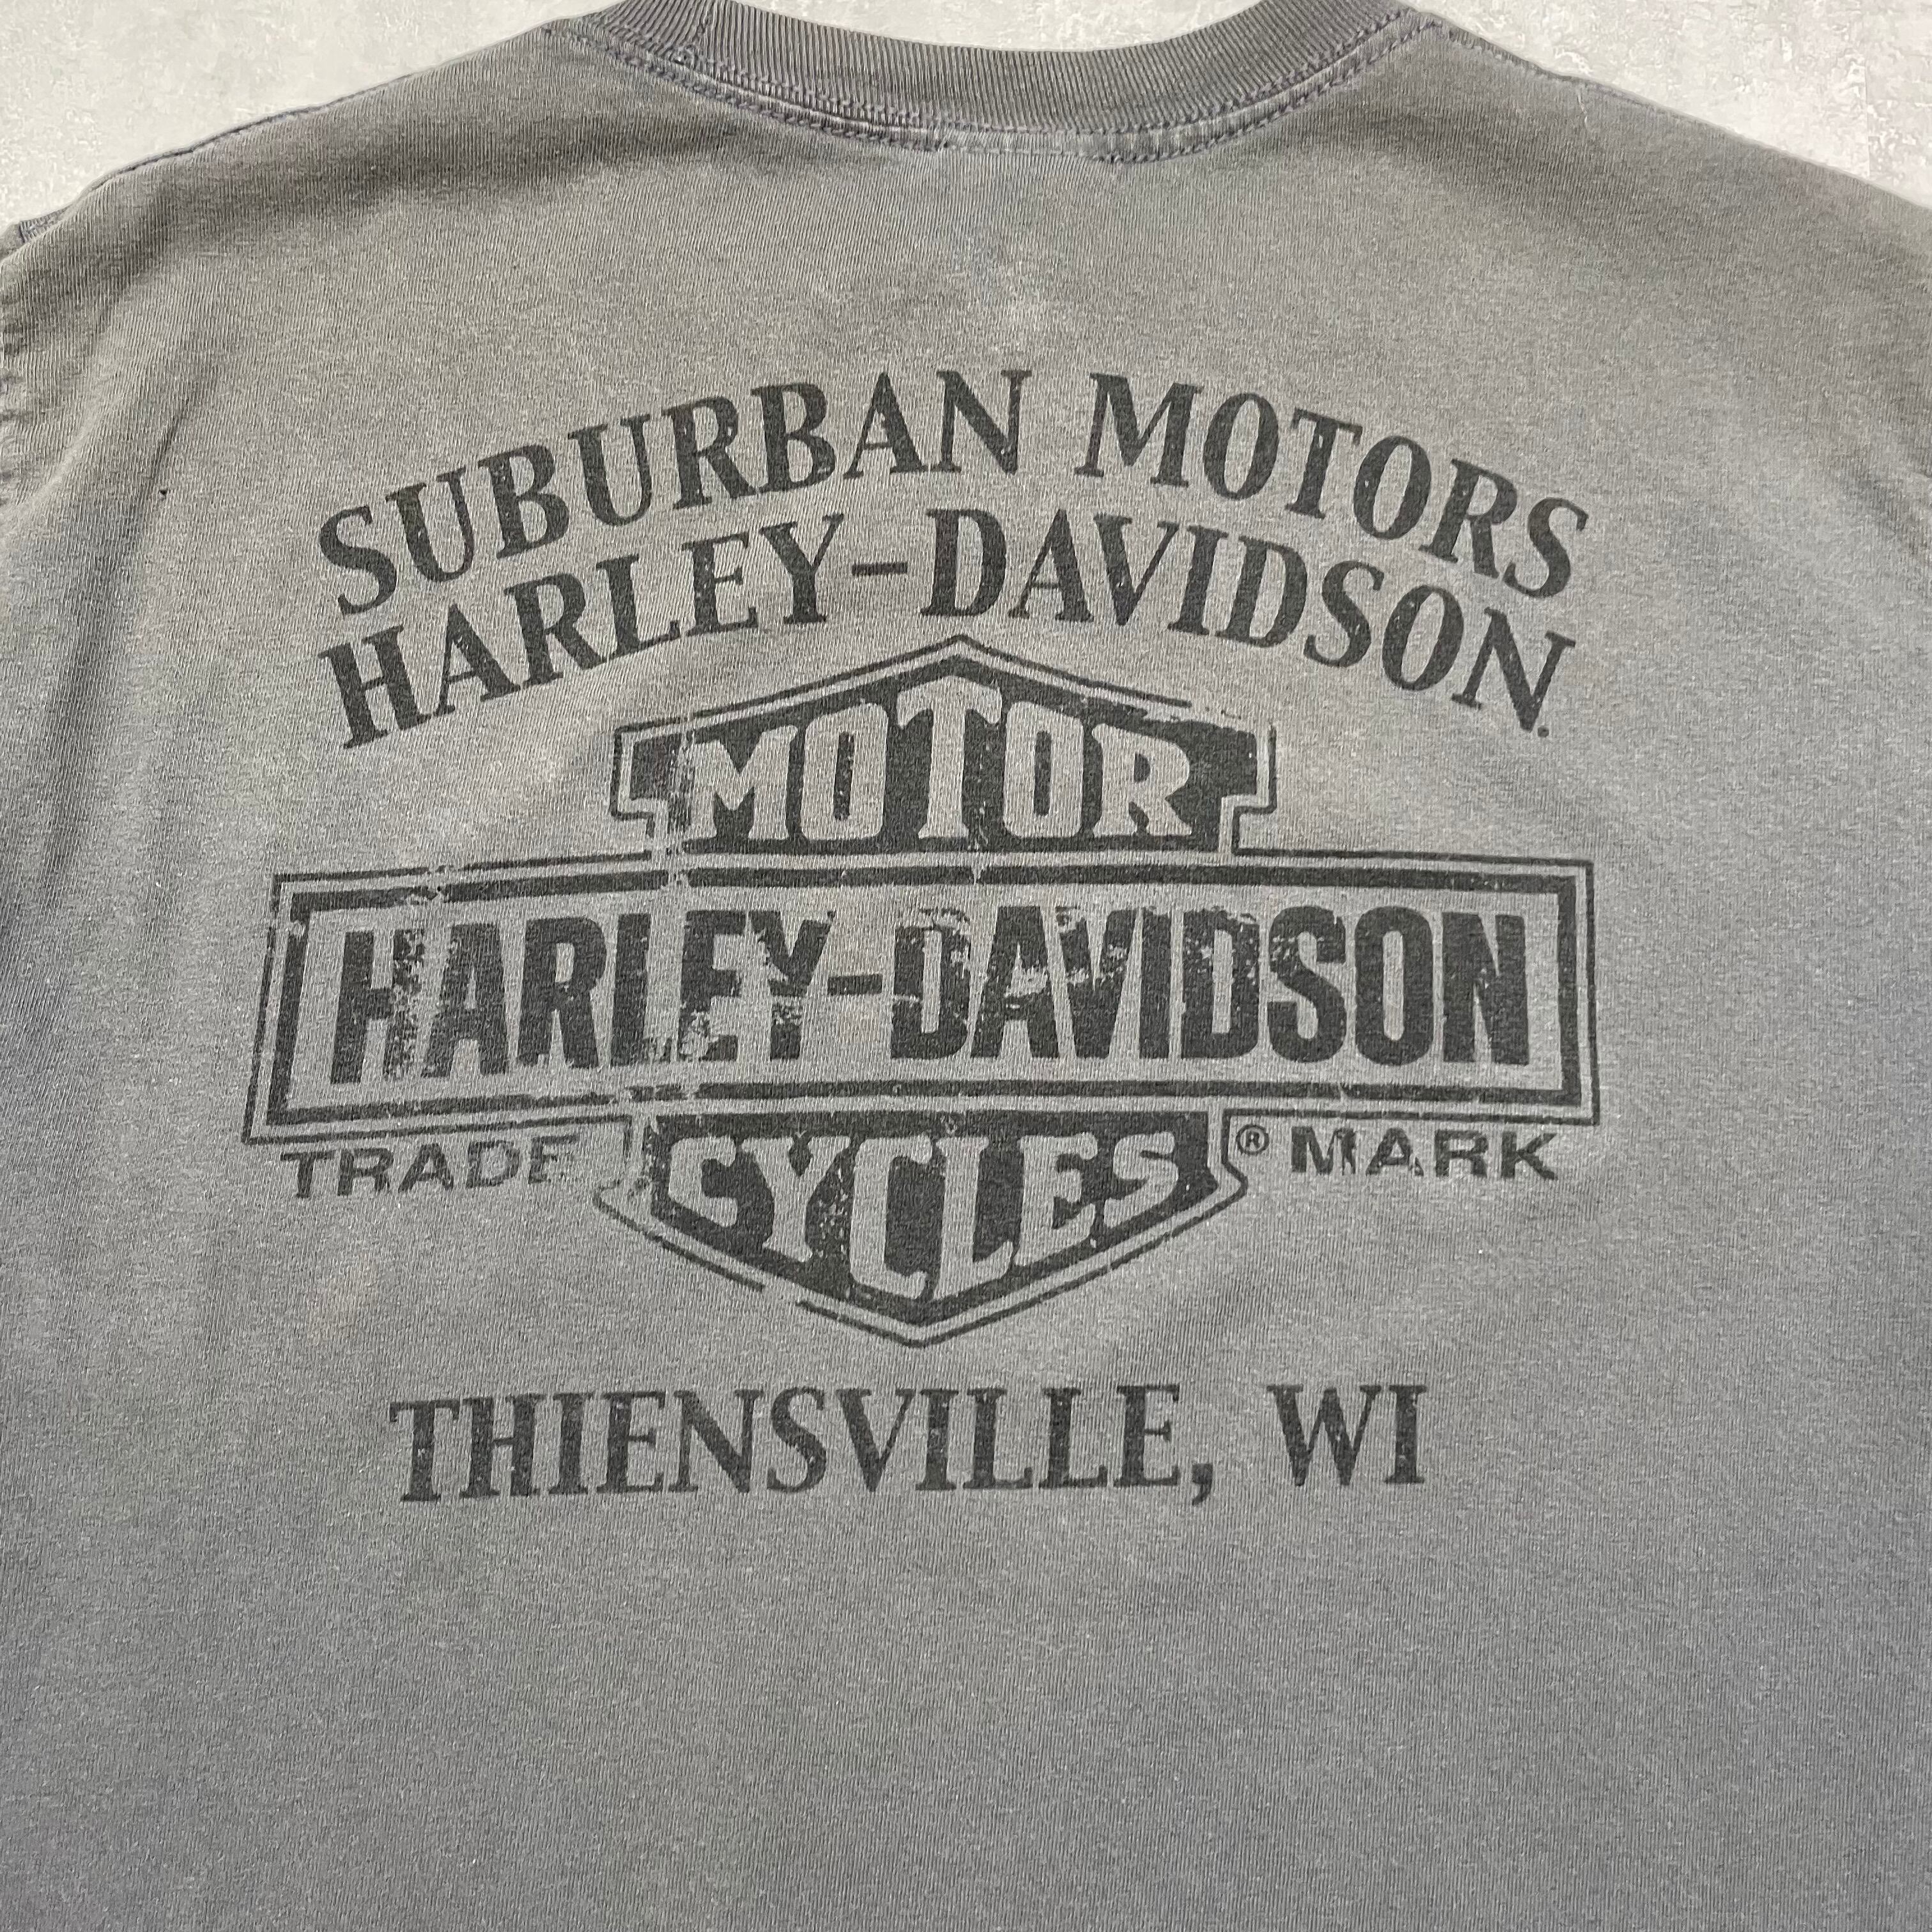 SUBURBAN MOTORS
HARLEY-DAVIDSON.
MOTOR
HARLEY-DAVIDSON
TRADE ® MARK
CYCLES
THIENSVILLE, WI